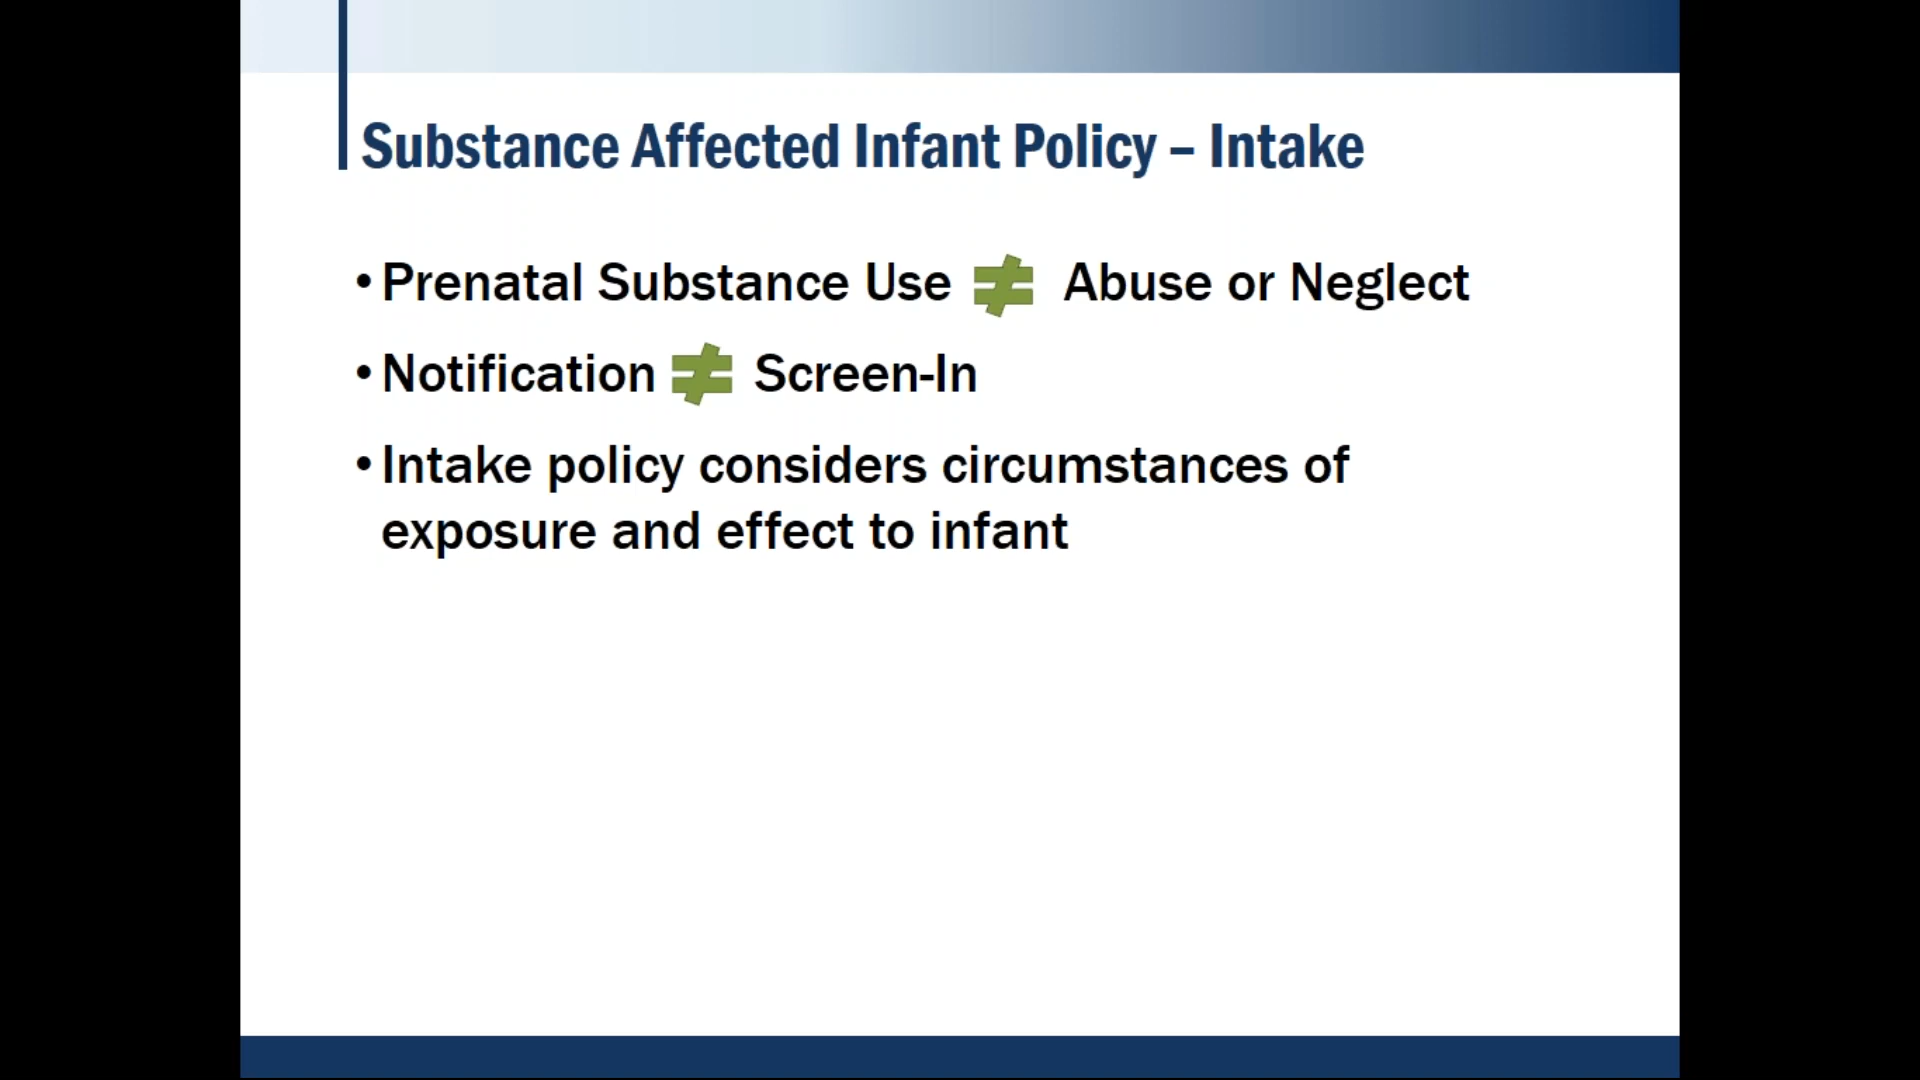 Substance Affected Infant Policy – Intake
• Prenatal Substance Use ≠ Abuse or Neglect
• Notification ≠ Screen-In
• Intake policy considers circumstances of
exposure and effect to infant